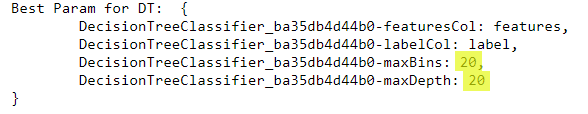 Best Param for DT:  {
        DecisionTreeClassifier_ba35db4d44b0-featuresCol: features,
        DecisionTreeClassifier_ba35db4d44b0-labelCol: label,
        DecisionTreeClassifier_ba35db4d44b0-maxBins: 20,
        DecisionTreeClassifier_ba35db4d44b0-maxDepth: 20
}